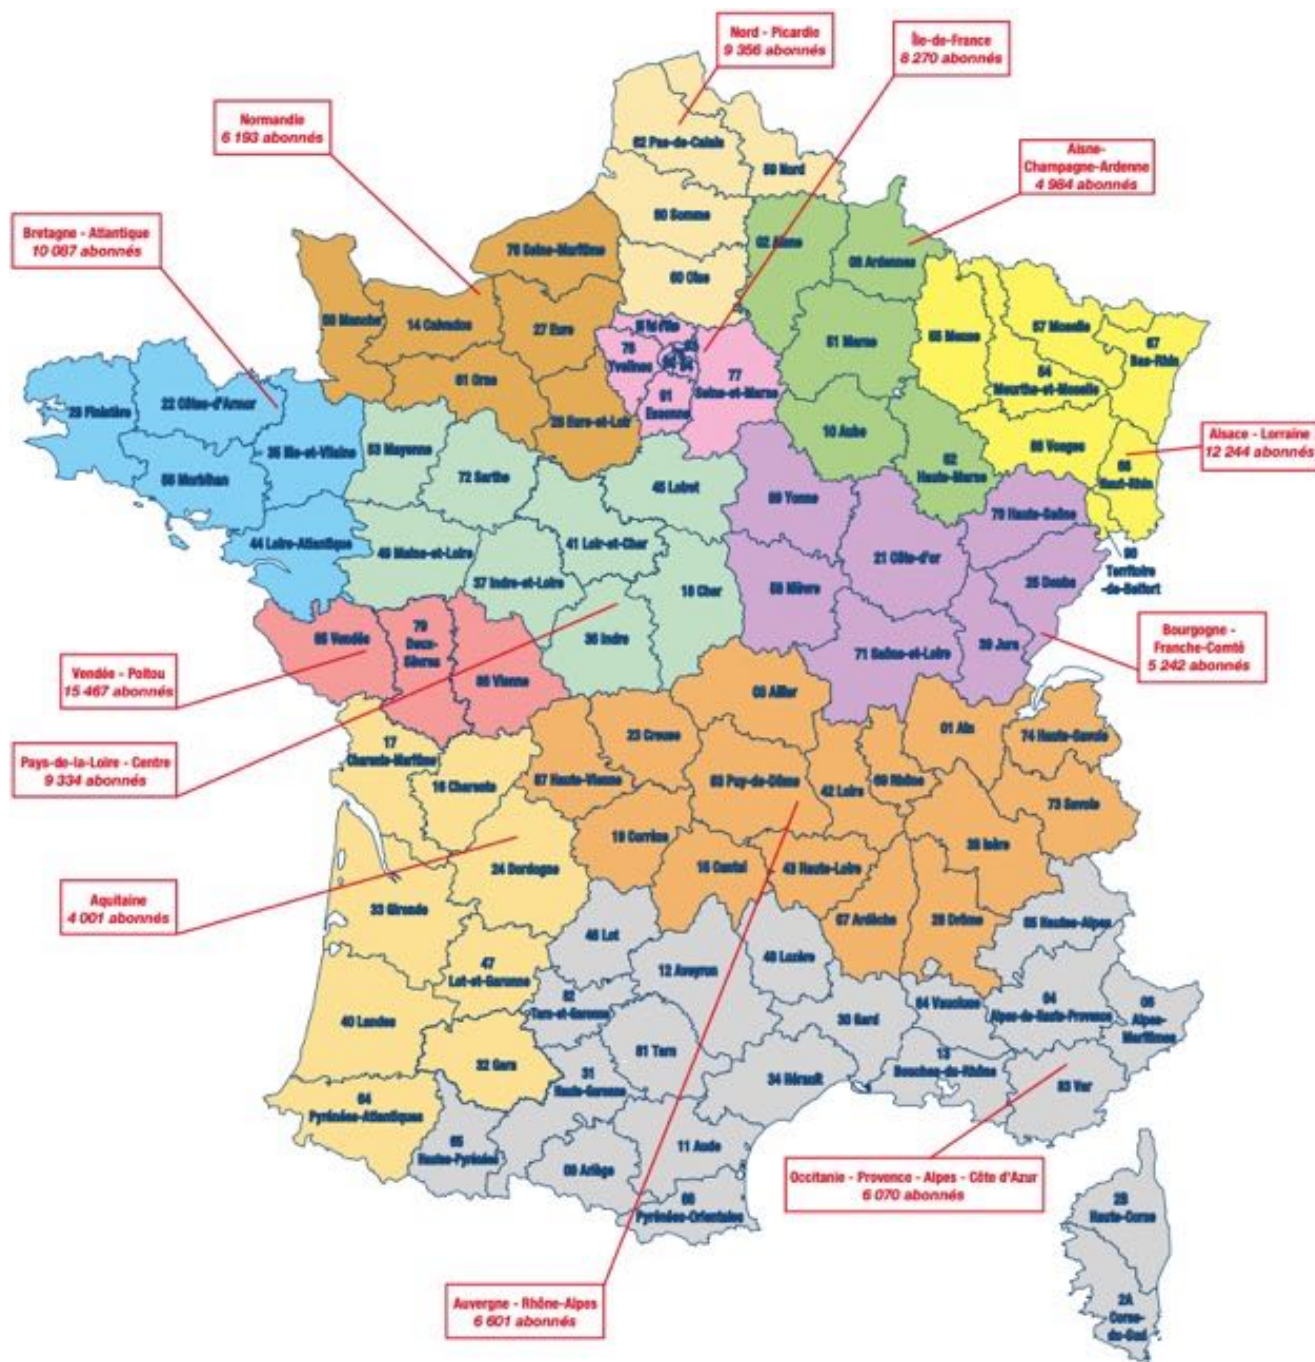 Nord - Picardie
9 356 abonnés
Île-de-France
8 270 abonnés
Normandie
6 193 abonnés
Aisne-
Champagne-Ardenne
4 984 abonnés
Bretagne - Atlantique
10 087 abonnés
62 Pas-de-Calais
59 Nord
80 Somme
02 Aisne
08 Ardennes
76 Seine-Maritime
60 Oise
50 Manche
14 Calvados
27 Eure
51 Marne
55 Meuse
57 Moselle
67
Bas-Rhin
78
Yvelines
77
Seine-et-Marne
54
Meurthe-et-Moselle
61 Orne
91
Essonne
29 Finistère
22 Côtes-d'Armor
28 Eure-et-Loir
10 Aube
88 Vosges
Alsace - Lorraine
12 244 abonnés
35 Ille-et-Vilaine
53 Mayenne
52
Haute-Marne
68
Haut-Rhin
56 Morbihan
72 Sarthe
45 Loiret
89 Yonne
70 Haute-Saône
44 Loire-Atlantique
49 Maine-et-Loire
41 Loir-et-Cher
21 Côte-d'or
90
Territoire
-de-Belfort
37 Indre-et-Loire
18 Cher
58 Nièvre
25 Doubs
85 Vendée
79
Deux-
Sèvres
36 Indre
71 Saône-et-Loire
39 Jura
Bourgogne -
Franche-Comté
5 242 abonnés
Vendée - Poitou
15 467 abonnés
86 Vienne
03 Allier
17
Charente-Maritime
23 Creuse
01 Ain
74 Haute-Savoie
Pays-de-la-Loire - Centre
9 334 abonnés
16 Charente
87 Haute-Vienne
63 Puy-de-Dôme
42 Loire
69 Rhône
73 Savoie
19 Corrèze
38 Isère
24 Dordogne
15 Cantal
43 Haute-Loire
Aquitaine
4 001 abonnés
33 Gironde
07 Ardèche
26 Drôme
05 Hautes-Alpes
46 Lot
48 Lozère
47
Lot-et-Garonne
12 Aveyron
82
Tarn-et-Garonne
84 Vaucluse
04
Alpes-de-Haute-Provence
06
Alpes-
Maritimes
40 Landes
30 Gard
81 Tarn
32 Gers
31
Haute-Garonne
34 Hérault
13
Bouches-du-Rhône
83 Var
64
Pyrénées-Atlantiques
65
Hautes-Pyrénées
11 Aude
09 Ariège
Occitanie - Provence - Alpes - Côte d'Azur
6 070 abonnés
66
Pyrénées-Orientales
2B
Haute-Corse
Auvergne - Rhône-Alpes
6 601 abonnés
2A
Corse-
du-Sud